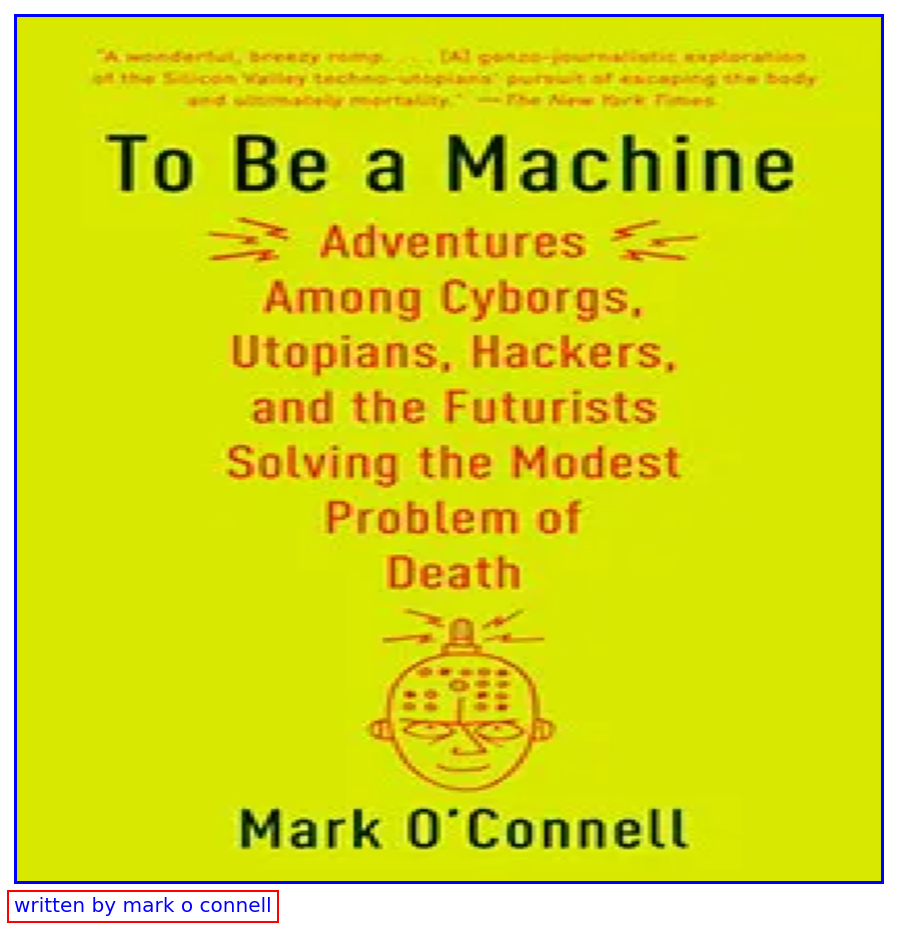 "A wonderful, breezy romp. . . . [A] gonzo-journalistic exploration
of the Silicon Valley techno-utopians' pursuit of escaping the body
and ultimately mortality." —The New York Times
To Be a Machine
Adventures
Among Cyborgs,
Utopians, Hackers,
and the Futurists
Solving the Modest
Problem of
Death
Mark O'Connell
written by mark o connell